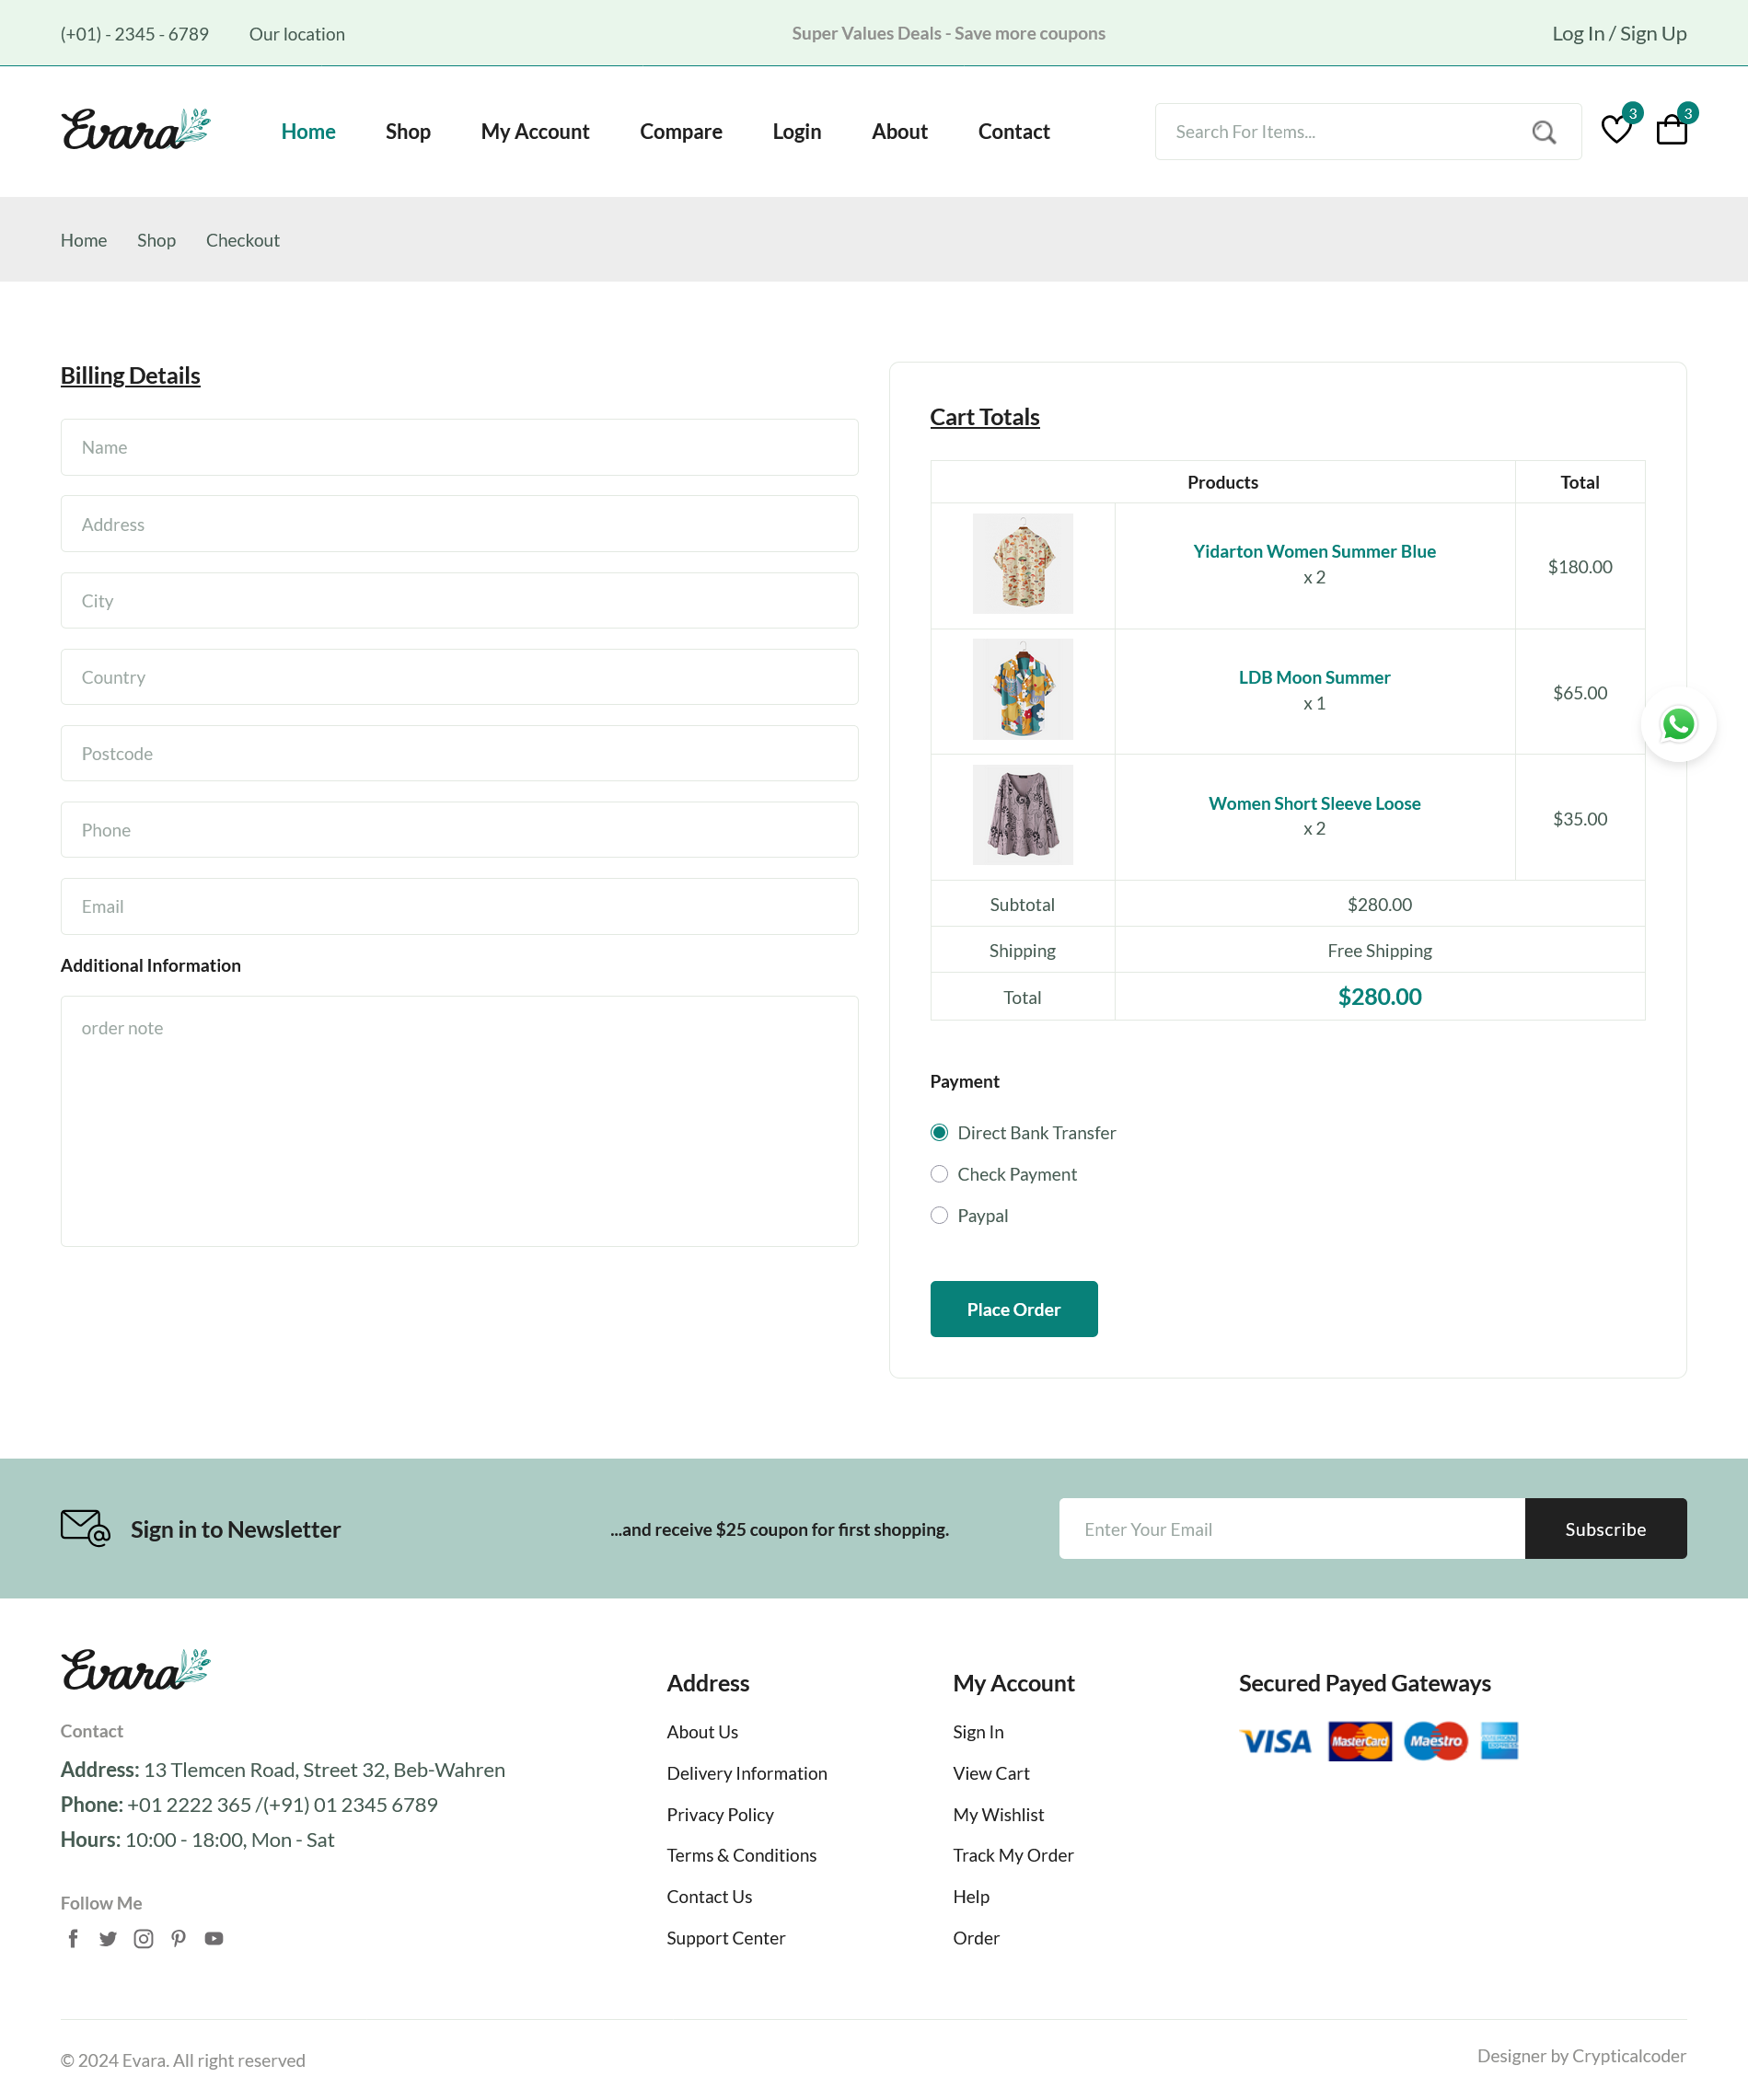 (+01) - 2345 - 6789 Our location Super Values Deals - Save more coupons Log In / Sign Up
Evara Home Shop My Account Compare Login About Contact Search For Items... 3 3
Home Shop Checkout
Billing Details
Name
Address
City
Country
Postcode
Phone
Email
Additional Information
order note
Cart Totals
Products Total
Yidarton Women Summer Blue
x 2
$180.00
LDB Moon Summer
x 1
$65.00
Women Short Sleeve Loose
x 2
$35.00
Subtotal $280.00
Shipping Free Shipping
Total $280.00
Payment
Direct Bank Transfer
Check Payment
Paypal
Place Order
Sign in to Newsletter ...and receive $25 coupon for first shopping. Enter Your Email Subscribe
Evara
Contact
Address: 13 Tlemcen Road, Street 32, Beb-Wahren
Phone: +01 2222 365 /(+91) 01 2345 6789
Hours: 10:00 - 18:00, Mon - Sat
Follow Me
Address
About Us
Delivery Information
Privacy Policy
Terms & Conditions
Contact Us
Support Center
My Account
Sign In
View Cart
My Wishlist
Track My Order
Help
Order
Secured Payed Gateways
VISA MasterCard Maestro AMERICAN EXPRESS
© 2024 Evara. All right reserved Designer by Crypticalcoder